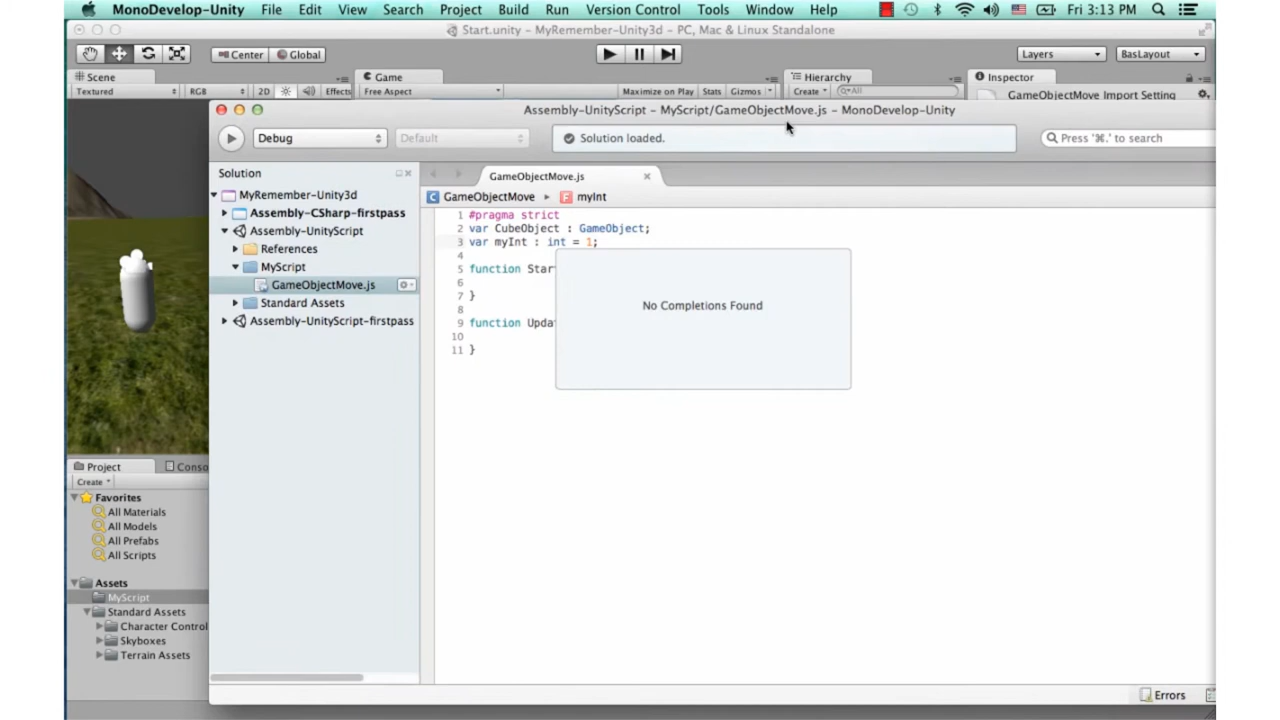 MonoDevelop-Unity File Edit View Search Project Build Run Version Control Tools Window Help Fri 3:13 PM
Start.unity - MyRemember-Unity3d - PC, Mac & Linux Standalone
Center Global Layers BasLayout
Scene Game Hierarchy Inspector
Textured RGB 2D Effects Free Aspect Maximize on Play Stats Gizmos Create All
GameObjectMove Import Setting
Assembly-UnityScript - MyScript/GameObjectMove.js - MonoDevelop-Unity
Debug Default Solution loaded. Press '⌘.' to search
Solution
GameObjectMove.js
MyRemember-Unity3d
GameObjectMove myInt
Assembly-CSharp-firstpass
Assembly-UnityScript
References
MyScript
GameObjectMove.js
Standard Assets
Assembly-UnityScript-firstpass
1 #pragma strict
2 var CubeObject : GameObject;
3 var myInt : int = 1;
4
5 function Star
6
7 }
8
9 function Upda
10
11 }
No Completions Found
Project Conso
Create
Favorites
All Materials
All Models
All Prefabs
All Scripts
Assets
MyScript
Standard Assets
Character Control
Skyboxes
Terrain Assets
Errors